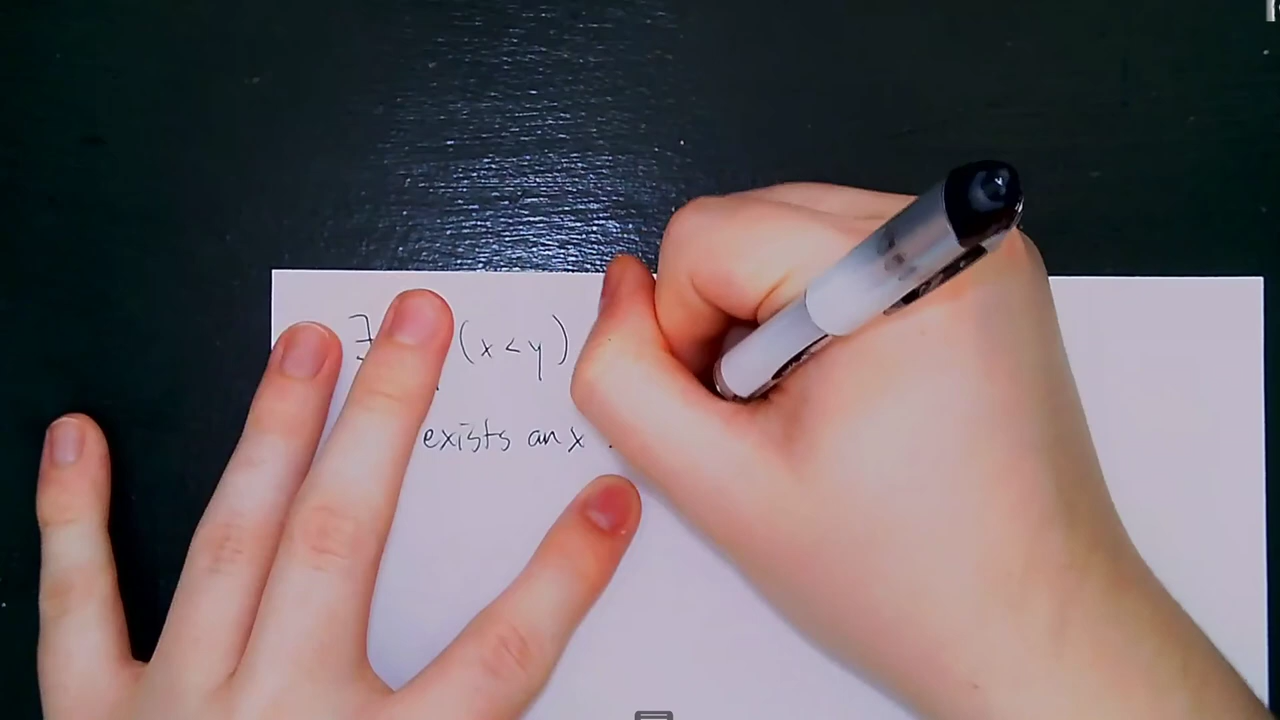 ∃ (x<y)
exists an x